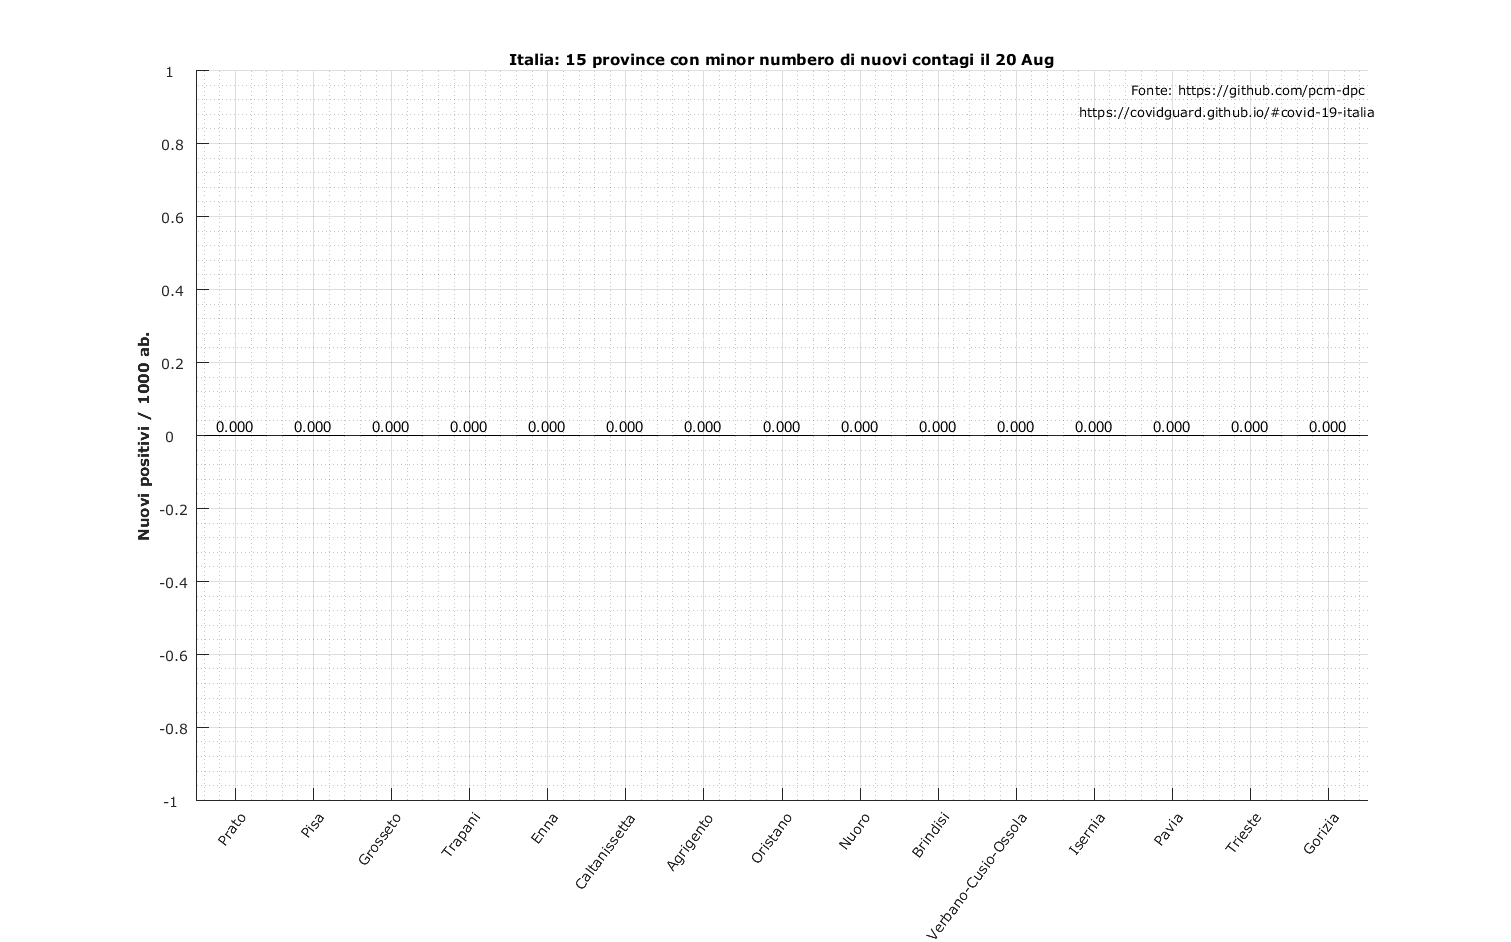 Italia: 15 province con minor numbero di nuovi contagi il 20 Aug
Fonte: https://github.com/pcm-dpc
https://covidguard.github.io/#covid-19-italia
Nuovi positivi / 1000 ab.
1
0.8
0.6
0.4
0.2
0
-0.2
-0.4
-0.6
-0.8
-1
0.000 0.000 0.000 0.000 0.000 0.000 0.000 0.000 0.000 0.000 0.000 0.000 0.000 0.000 0.000
Prato
Pisa
Grosseto
Trapani
Enna
Caltanissetta
Agrigento
Oristano
Nuoro
Brindisi
Verbano-Cusio-Ossola
Isernia
Pavia
Trieste
Gorizia